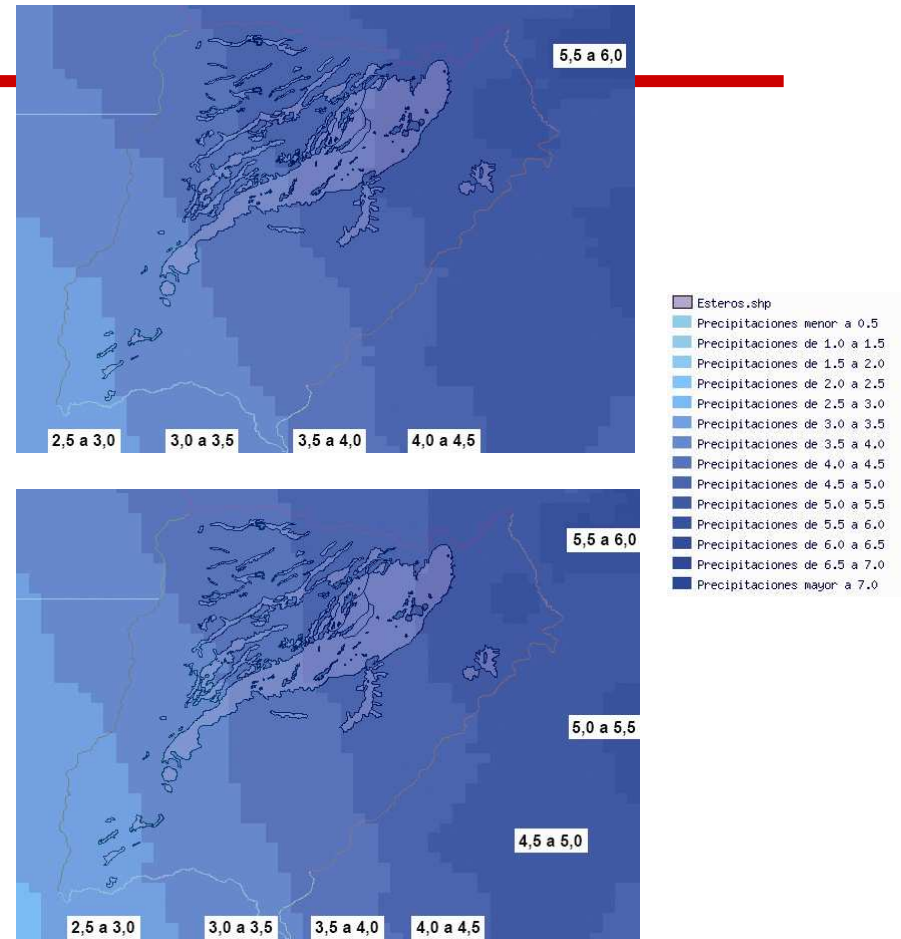 5,5 a 6,0
2,5 a 3,0
3,0 a 3,5
3,5 a 4,0
4,0 a 4,5
Esteros.shp
Precipitaciones menor a 0.5
Precipitaciones de 1.0 a 1.5
Precipitaciones de 1.5 a 2.0
Precipitaciones de 2.0 a 2.5
Precipitaciones de 2.5 a 3.0
Precipitaciones de 3.0 a 3.5
Precipitaciones de 3.5 a 4.0
Precipitaciones de 4.0 a 4.5
Precipitaciones de 4.5 a 5.0
Precipitaciones de 5.0 a 5.5
Precipitaciones de 5.5 a 6.0
Precipitaciones de 6.0 a 6.5
Precipitaciones de 6.5 a 7.0
Precipitaciones mayor a 7.0
5,5 a 6,0
5,0 a 5,5
4,5 a 5,0
2,5 a 3,0
3,0 a 3,5
3,5 a 4,0
4,0 a 4,5